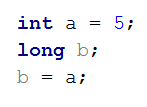 int a = 5;
long b;
b = a;